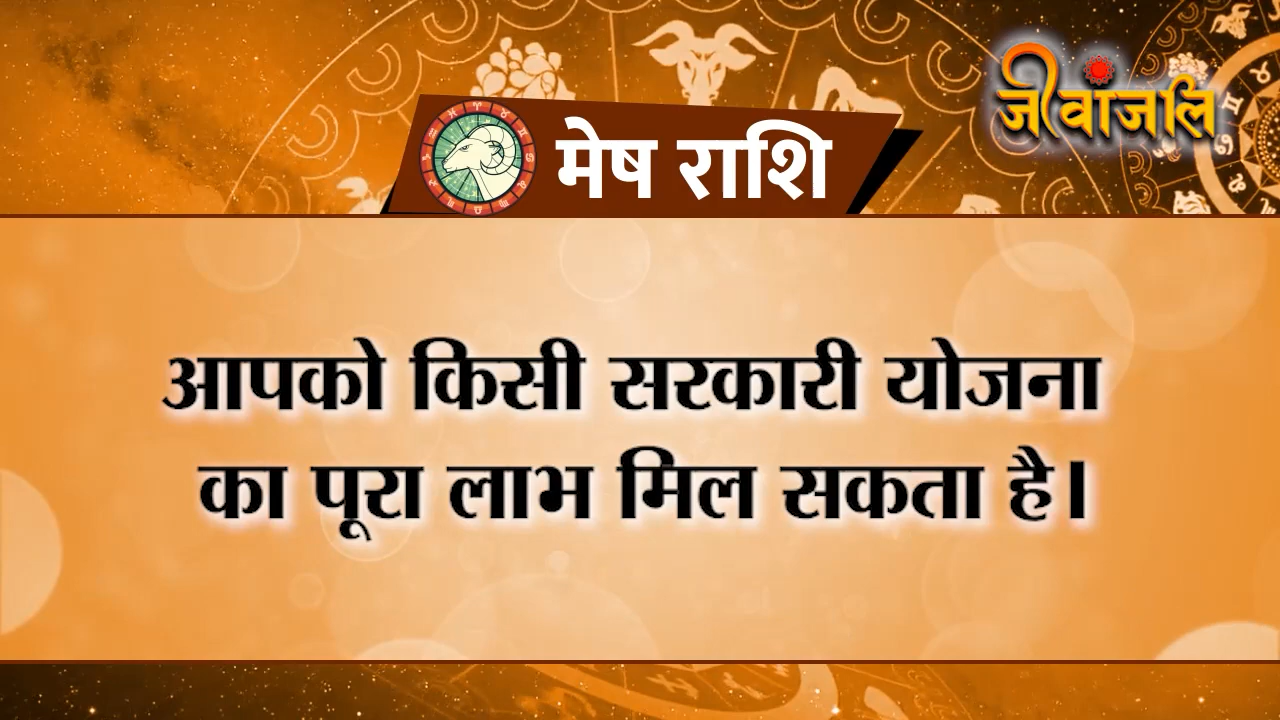 जीवांजलि
मेष राशि
आपको किसी सरकारी योजना
का पूरा लाभ मिल सकता है।